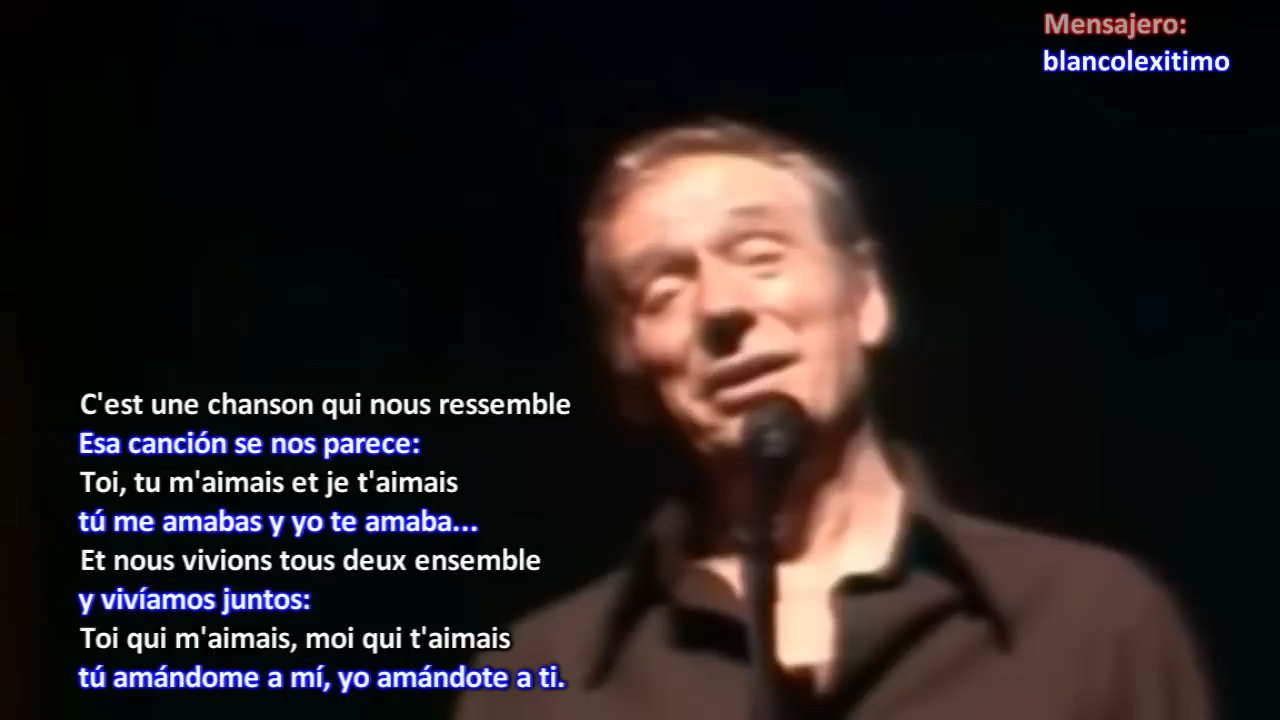 Mensajero:
blancolexitimo
C'est une chanson qui nous ressemble
Esa canción se nos parece:
Toi, tu m'aimais et je t'aimais
tú me amabas y yo te amaba...
Et nous vivions tous deux ensemble
y vivíamos juntos:
Toi qui m'aimais, moi qui t'aimais
tú amándome a mí, yo amándote a ti.